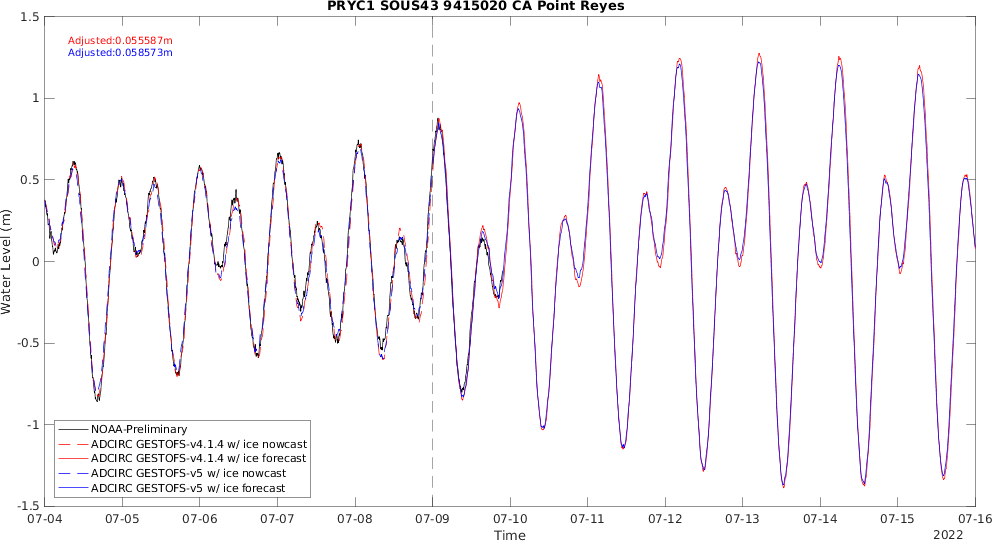 PRYC1 SOUS43 9415020 CA Point Reyes
Adjusted:0.055587m
Adjusted:0.058573m
1.5
1
0.5
0
-0.5
-1
-1.5
Water Level (m)
NOAA-Preliminary
ADCIRC GESTOFS-v4.1.4 w/ ice nowcast
ADCIRC GESTOFS-v4.1.4 w/ ice forecast
ADCIRC GESTOFS-v5 w/ ice nowcast
ADCIRC GESTOFS-v5 w/ ice forecast
07-04 07-05 07-06 07-07 07-08 07-09 07-10 07-11 07-12 07-13 07-14 07-15 07-16
Time
2022